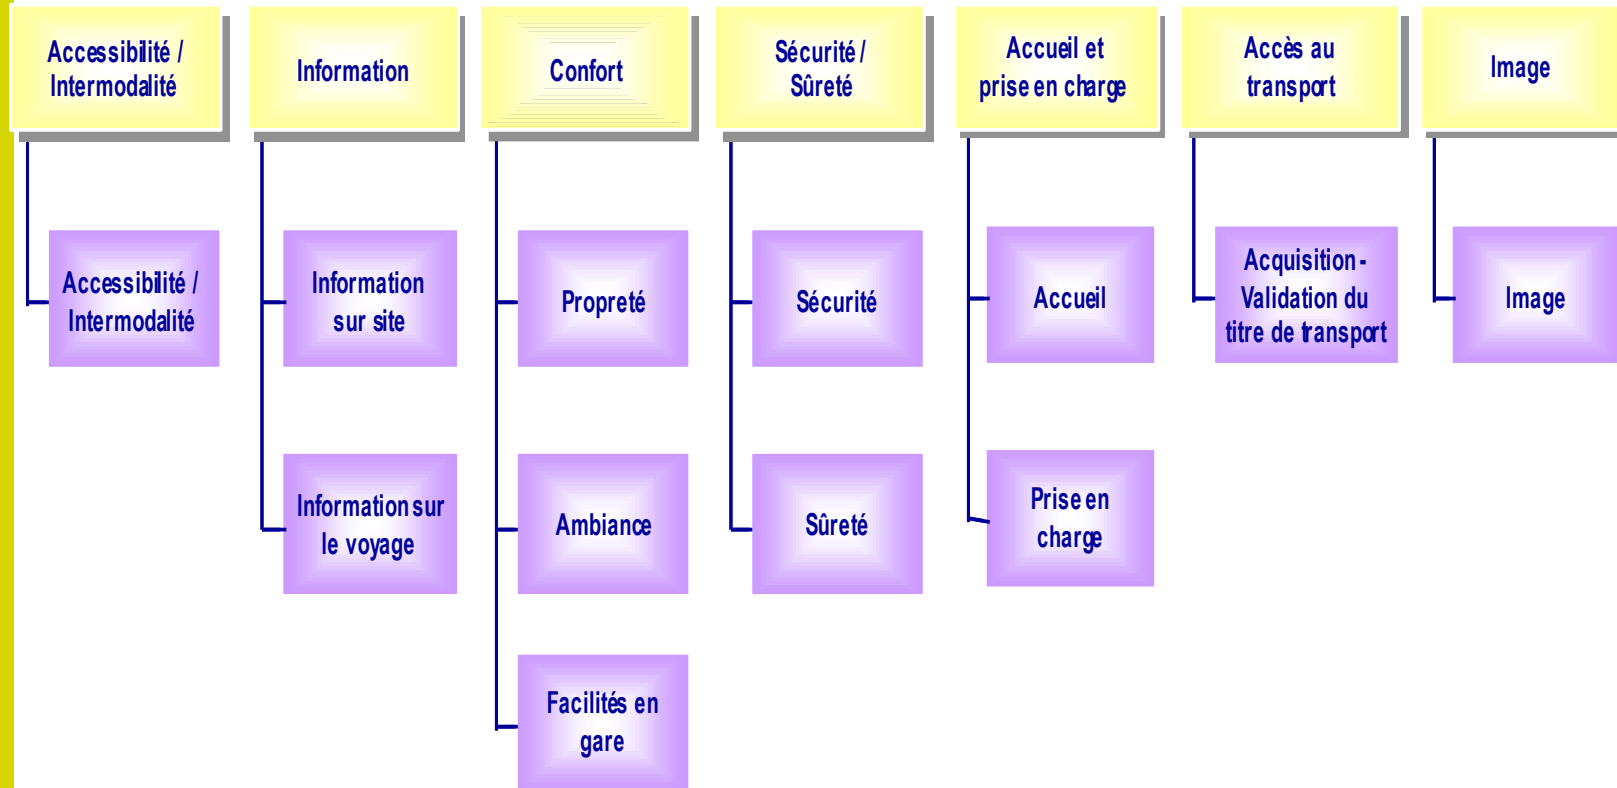 Accessibilité /
Intermodalité
Information
Confort
Sécurité /
Sûreté
Accueil et
prise en charge
Accès au
transport
Image
Accessibilité /
Intermodalité
Information
sur site
Propreté
Sécurité
Accueil
Acquisition -
Validation du
titre de transport
Image
Information sur
le voyage
Ambiance
Sûreté
Prise en
charge
Facilités en
gare